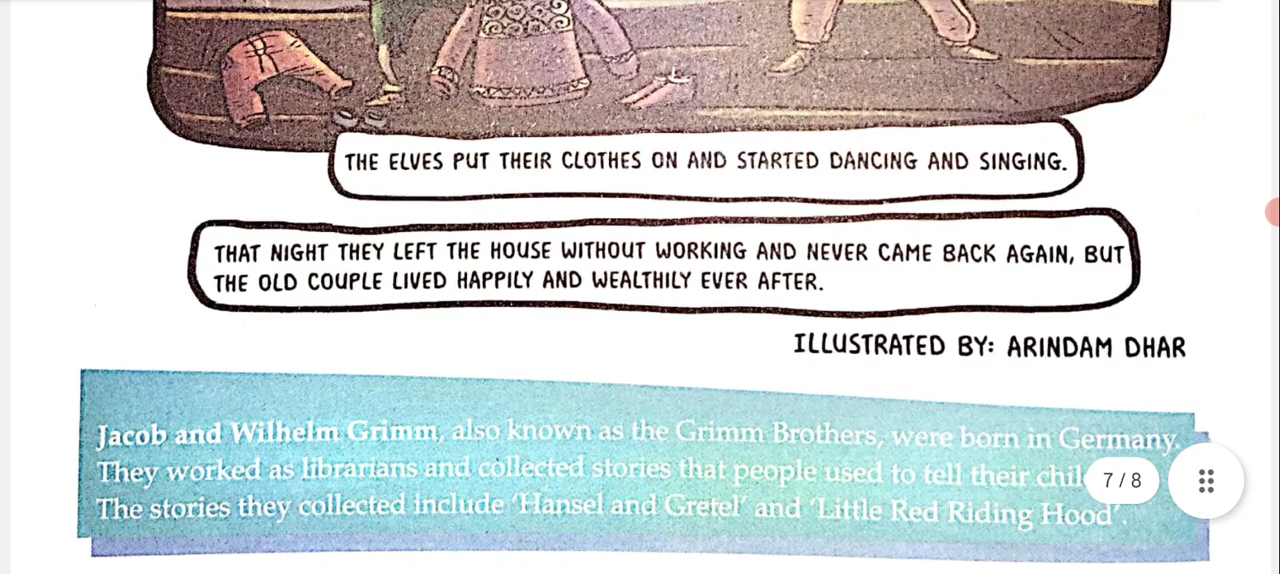 THE ELVES PUT THEIR CLOTHES ON AND STARTED DANCING AND SINGING.
THAT NIGHT THEY LEFT THE HOUSE WITHOUT WORKING AND NEVER CAME BACK AGAIN, BUT
THE OLD COUPLE LIVED HAPPILY AND WEALTHILY EVER AFTER.
ILLUSTRATED BY: ARINDAM DHAR
Jacob and Wilhelm Grimm, also known as the Grimm Brothers, were born in Germany.
They worked as librarians and collected stories that people used to tell their
7 / 8
The stories they collected include 'Hansel and Gretel' and 'Little Red Riding Hood'.